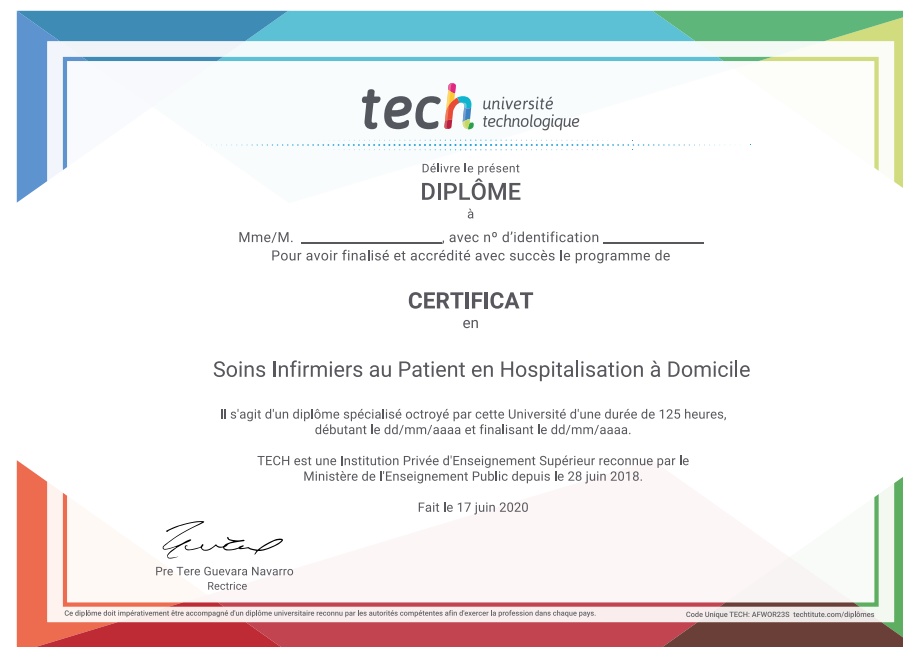 tech université
technologique
Délivre le présent
DIPLÔME
à
Mme/M. ____________________, avec nº d'identification ______________
Pour avoir finalisé et accrédité avec succès le programme de
CERTIFICAT
en
Soins Infirmiers au Patient en Hospitalisation à Domicile
Il s'agit d'un diplôme spécialisé octroyé par cette Université d'une durée de 125 heures,
débutant le dd/mm/aaaa et finalisant le dd/mm/aaaa.
TECH est une Institution Privée d'Enseignement Supérieur reconnue par le
Ministère de l'Enseignement Public depuis le 28 juin 2018.
Fait le 17 juin 2020
Pre Tere Guevara Navarro
Rectrice
Ce diplôme doit impérativement être accompagné d'un diplôme universitaire reconnu par les autorités compétentes afin d'exercer la profession dans chaque pays.
Code Unique TECH: AFWOR23S techtitute.com/diplômes